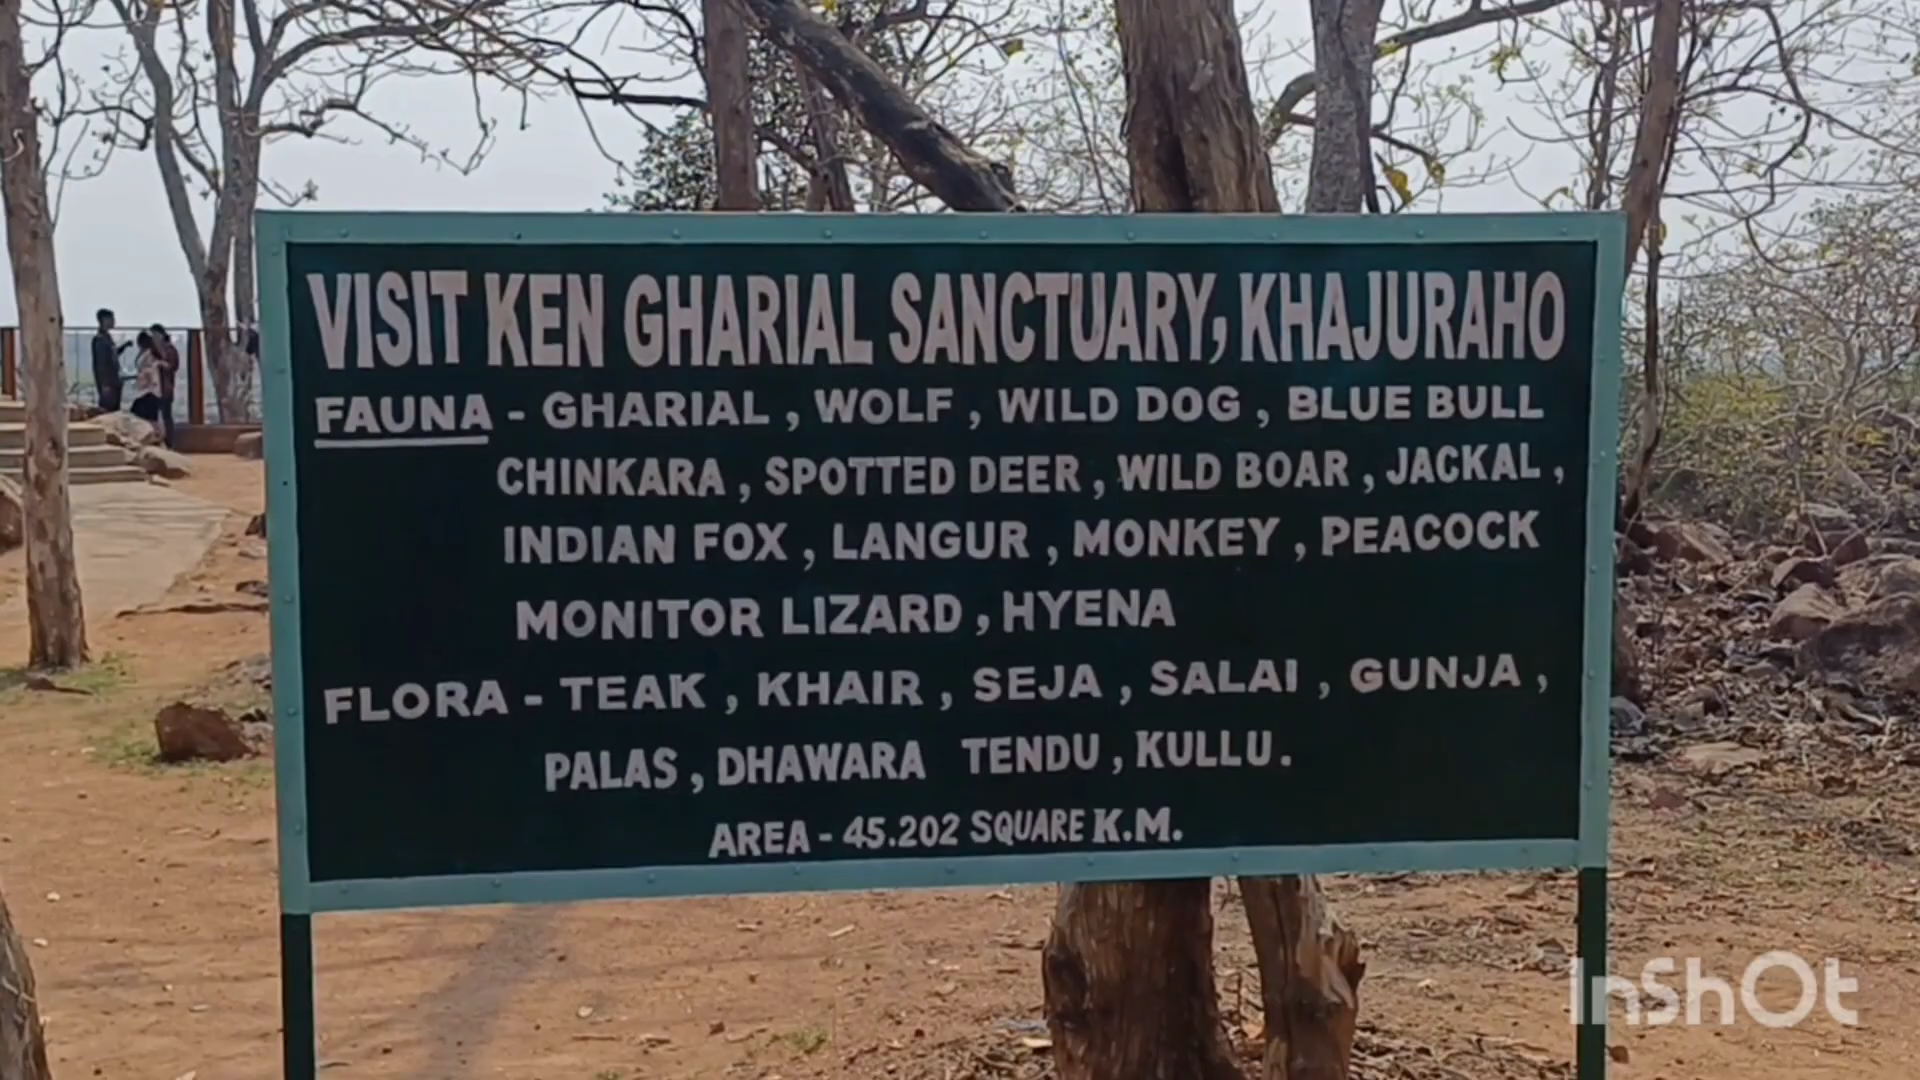 VISIT KEN GHARIAL SANCTUARY, KHAJURAHO
FAUNA - GHARIAL , WOLF , WILD DOG , BLUE BULL
CHINKARA , SPOTTED DEER , WILD BOAR , JACKAL ,
INDIAN FOX , LANGUR , MONKEY , PEACOCK
MONITOR LIZARD , HYENA
FLORA - TEAK , KHAIR , SEJA , SALAI , GUNJA ,
PALAS , DHAWARA TENDU , KULLU .
AREA - 45.202 SQUARE K.M.
InShOt